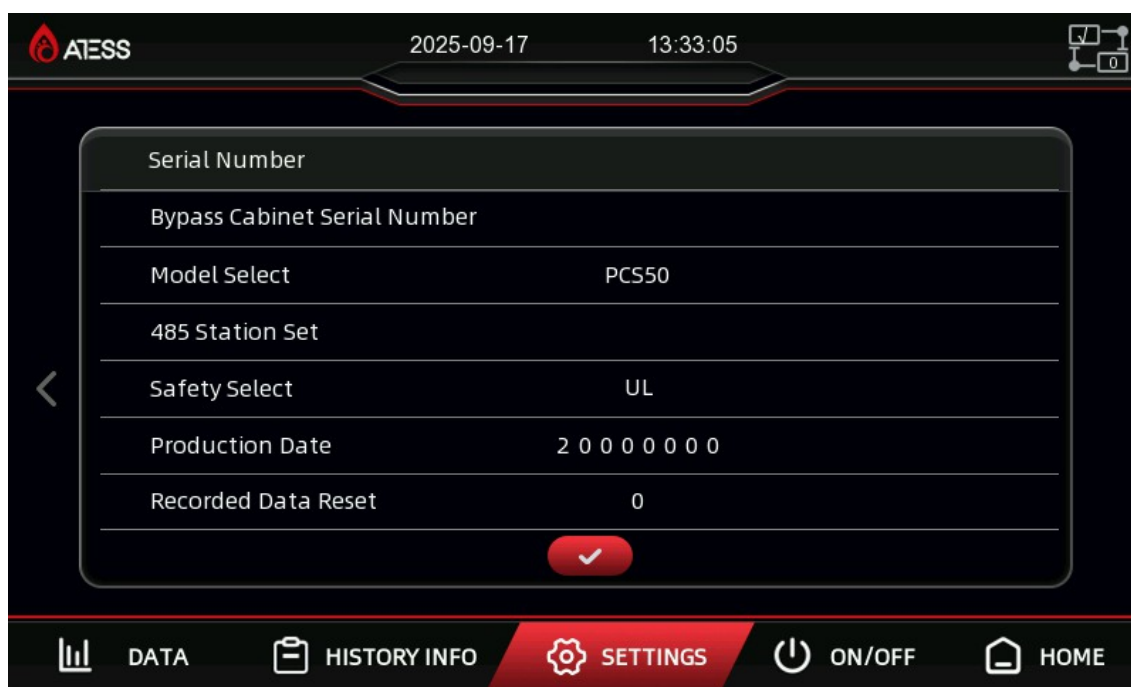 ATESS 2025-09-17 13:33:05
0
Serial Number
Bypass Cabinet Serial Number
Model Select PCS50
485 Station Set
Safety Select UL
Production Date 2 0 0 0 0 0 0 0
Recorded Data Reset 0
DATA HISTORY INFO SETTINGS ON/OFF HOME